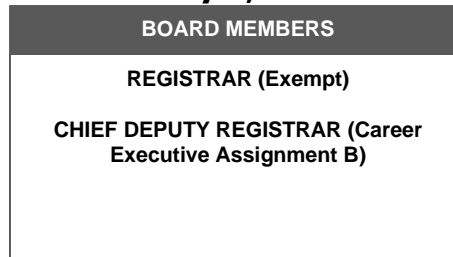 BOARD MEMBERS
REGISTRAR (Exempt)
CHIEF DEPUTY REGISTRAR (Career
Executive Assignment B)